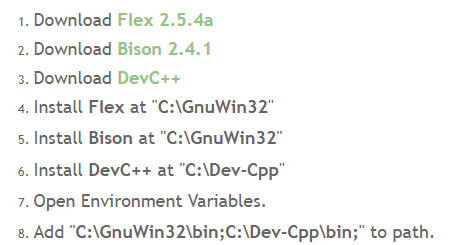 1. Download Flex 2.5.4a
2. Download Bison 2.4.1
3. Download DevC++
4. Install Flex at "C:\GnuWin32"
5. Install Bison at "C:\GnuWin32"
6. Install DevC++ at "C:\Dev-Cpp"
7. Open Environment Variables.
8. Add "C:\GnuWin32\bin;C:\Dev-Cpp\bin;" to path.